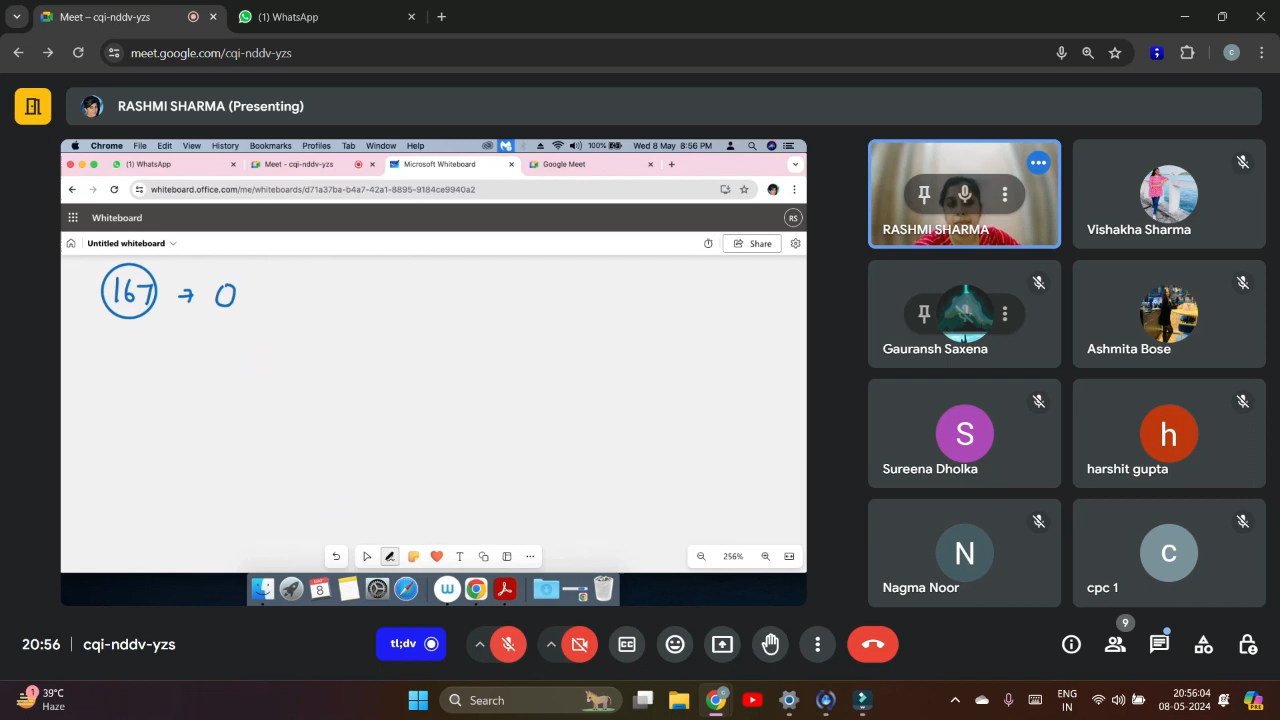 Meet – cqi-nddv-yzs
(1) WhatsApp
meet.google.com/cqi-nddv-yzs
c
RASHMI SHARMA (Presenting)
Chrome File Edit View History Bookmarks Profiles Tab Window Help 100% Wed 8 May 8:56 PM
(1) WhatsApp
Meet - cqi-nddv-yzs
Microsoft Whiteboard
Google Meet
whiteboard.office.com/me/whiteboards/d71a37ba-b4a7-42a1-8895-9184ce9940a2
Whiteboard
RS
Untitled whiteboard
Share
167 → 0
T
256%
MAY
8
W
RASHMI SHARMA
Vishakha Sharma
Gauransh Saxena
Ashmita Bose
S
Sureena Dholka
h
harshit gupta
N
Nagma Noor
c
cpc 1
20:56 | cqi-nddv-yzs
tl;dv
CC
9
1
39°C
Haze
Search
c
ENG
IN
20:56:04
08-05-2024
PRE